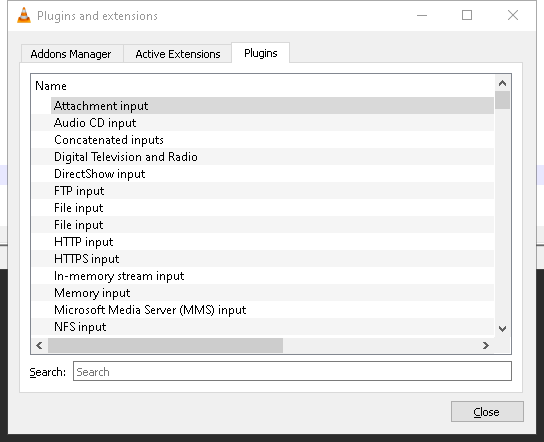 Plugins and extensions
Addons Manager Active Extensions Plugins
Name
Attachment input
Audio CD input
Concatenated inputs
Digital Television and Radio
DirectShow input
FTP input
File input
File input
HTTP input
HTTPS input
In-memory stream input
Memory input
Microsoft Media Server (MMS) input
NFS input
Search: Search
Close